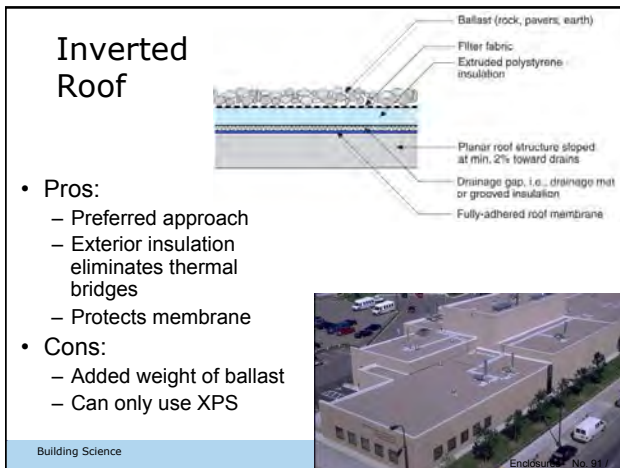 Inverted
Roof
Ballast (rock, pavers, earth)
Filter fabric
Extruded polystyrene
insulation
Planar roof structure sloped
at min. 2% toward drains
Drainage gap, i.e., drainage mat
or grooved insulation
Fully-adhered roof membrane
• Pros:
– Preferred approach
– Exterior insulation
eliminates thermal
bridges
– Protects membrane
• Cons:
– Added weight of ballast
– Can only use XPS
Building Science
Enclosures No. 91 /